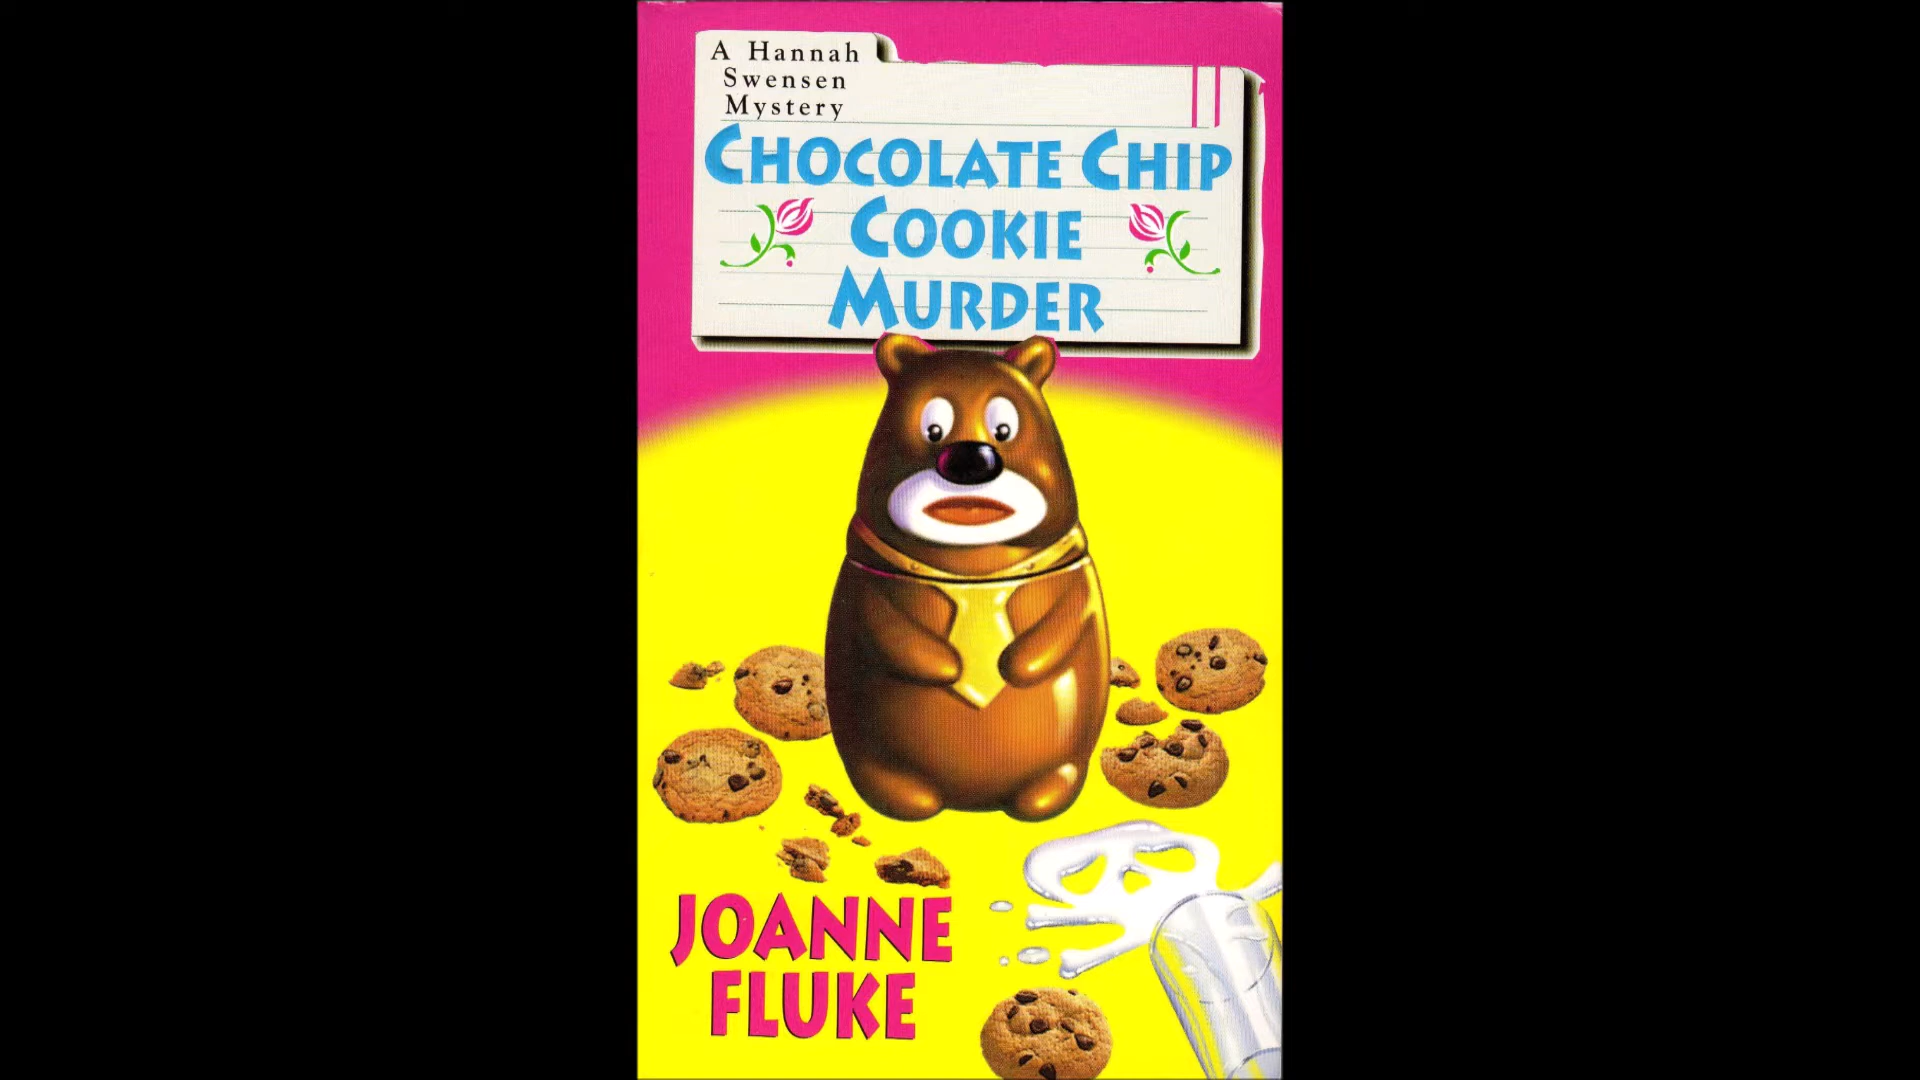 A Hannah
Swensen
Mystery
CHOCOLATE CHIP
COOKIE
MURDER
JOANNE
FLUKE